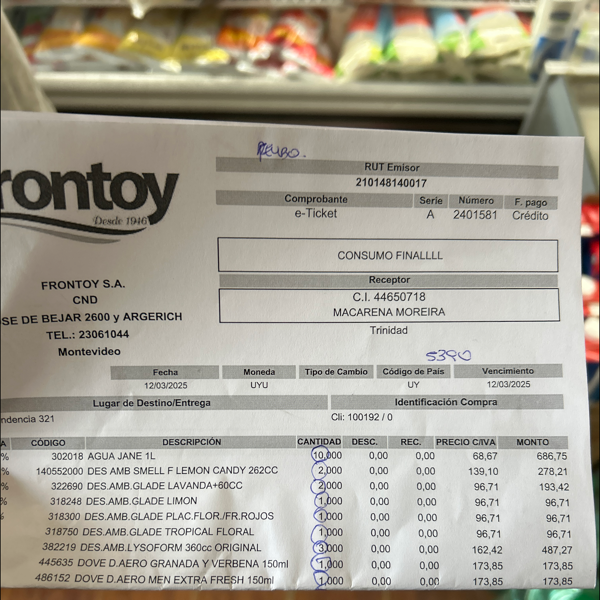 rontoy
Desde 1946
RUT Emisor
210148140017
Comprobante Serie Número F. pago
e-Ticket A 2401581 Crédito
CONSUMO FINALLLL
Receptor
C.I. 44650718
MACARENA MOREIRA
Trinidad
FRONTOY S.A.
CND
SE DE BEJAR 2600 y ARGERICH
TEL.: 23061044
Montevideo
5390
Fecha Moneda Tipo de Cambio Código de País Vencimiento
12/03/2025 UYU UY 12/03/2025
Lugar de Destino/Entrega Identificación Compra
ndencia 321 Cli: 100192 / 0
A CÓDIGO DESCRIPCIÓN CANTIDAD DESC. REC. PRECIO C/IVA MONTO
% 302018 AGUA JANE 1L 10,000 0,00 0,00 68,67 686,75
% 140552000 DES AMB SMELL F LEMON CANDY 262CC 2,000 0,00 0,00 139,10 278,21
% 322690 DES.AMB.GLADE LAVANDA+60CC 2,000 0,00 0,00 96,71 193,42
% 318248 DES.AMB.GLADE LIMON 1,000 0,00 0,00 96,71 96,71
% 318300 DES.AMB.GLADE PLAC.FLOR./FR.ROJOS 1,000 0,00 0,00 96,71 96,71
318750 DES.AMB.GLADE TROPICAL FLORAL 1,000 0,00 0,00 96,71 96,71
382219 DES.AMB.LYSOFORM 360cc ORIGINAL 3,000 0,00 0,00 162,42 487,27
445635 DOVE D.AERO GRANADA Y VERBENA 150ml 1,000 0,00 0,00 173,85 173,85
486152 DOVE D.AERO MEN EXTRA FRESH 150ml 1,000 0,00 0,00 173,85 173,85